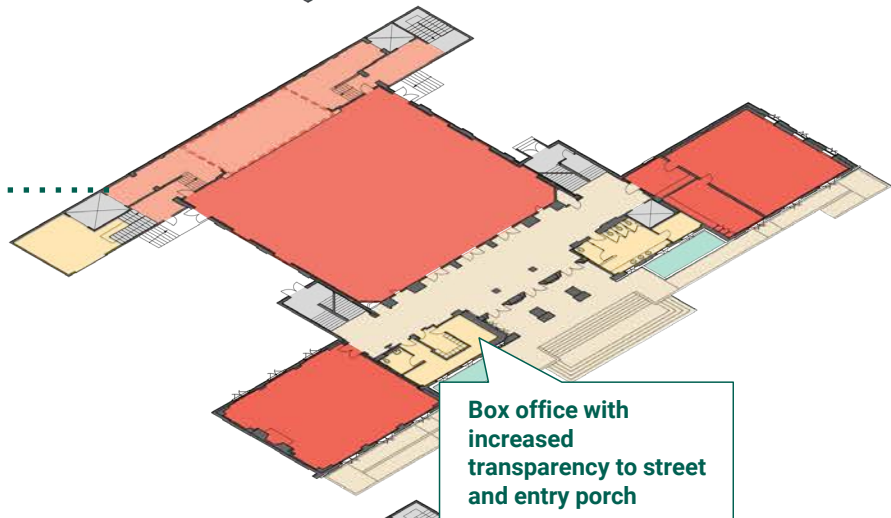 Box office with
increased
transparency to street
and entry porch